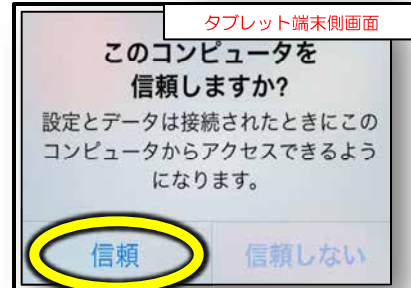 タブレット端末側画面
このコンピュータを
信頼しますか?
設定とデータは接続されたときにこの
コンピュータからアクセスできるよう
になります。
信頼
信頼しない